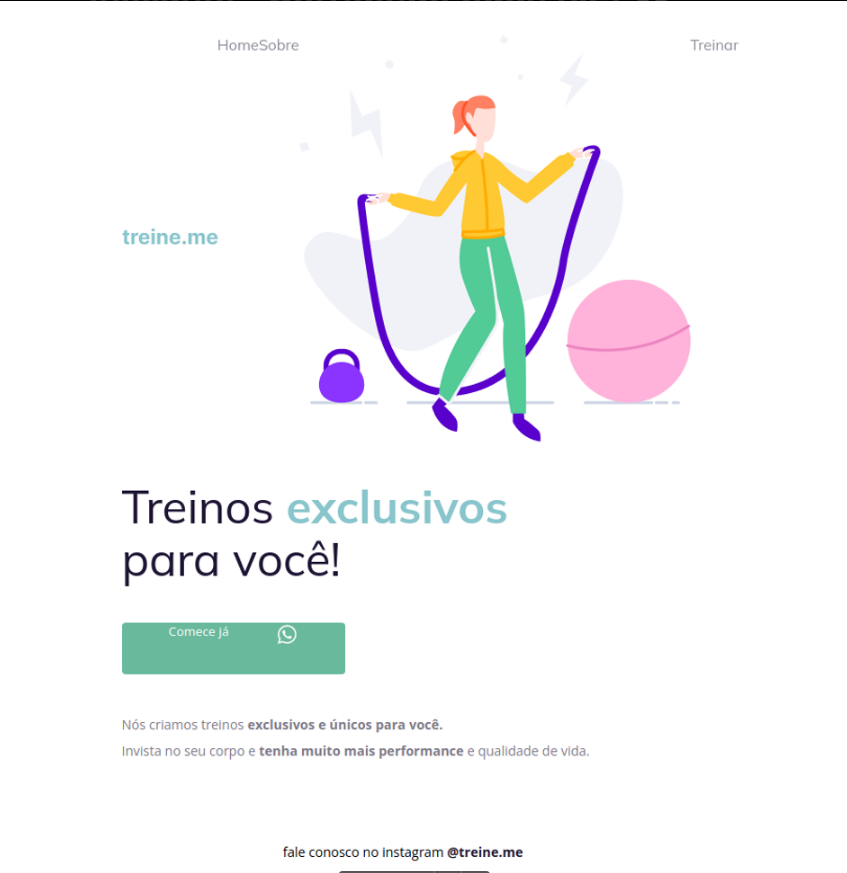 HomeSobre
Treinar
treine.me
Treinos exclusivos
para você!
Comece já
Nós criamos treinos exclusivos e únicos para você.
Invista no seu corpo e tenha muito mais performance e qualidade de vida.
fale conosco no instagram @treine.me